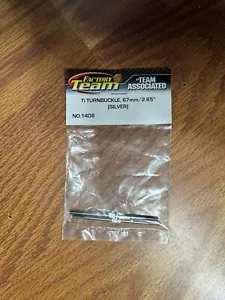 FACTORY
Team
TEAM
ASSOCIATED
Ti TURNBUCKLE, 67mm/2.65"
[SILVER]
NO.1408